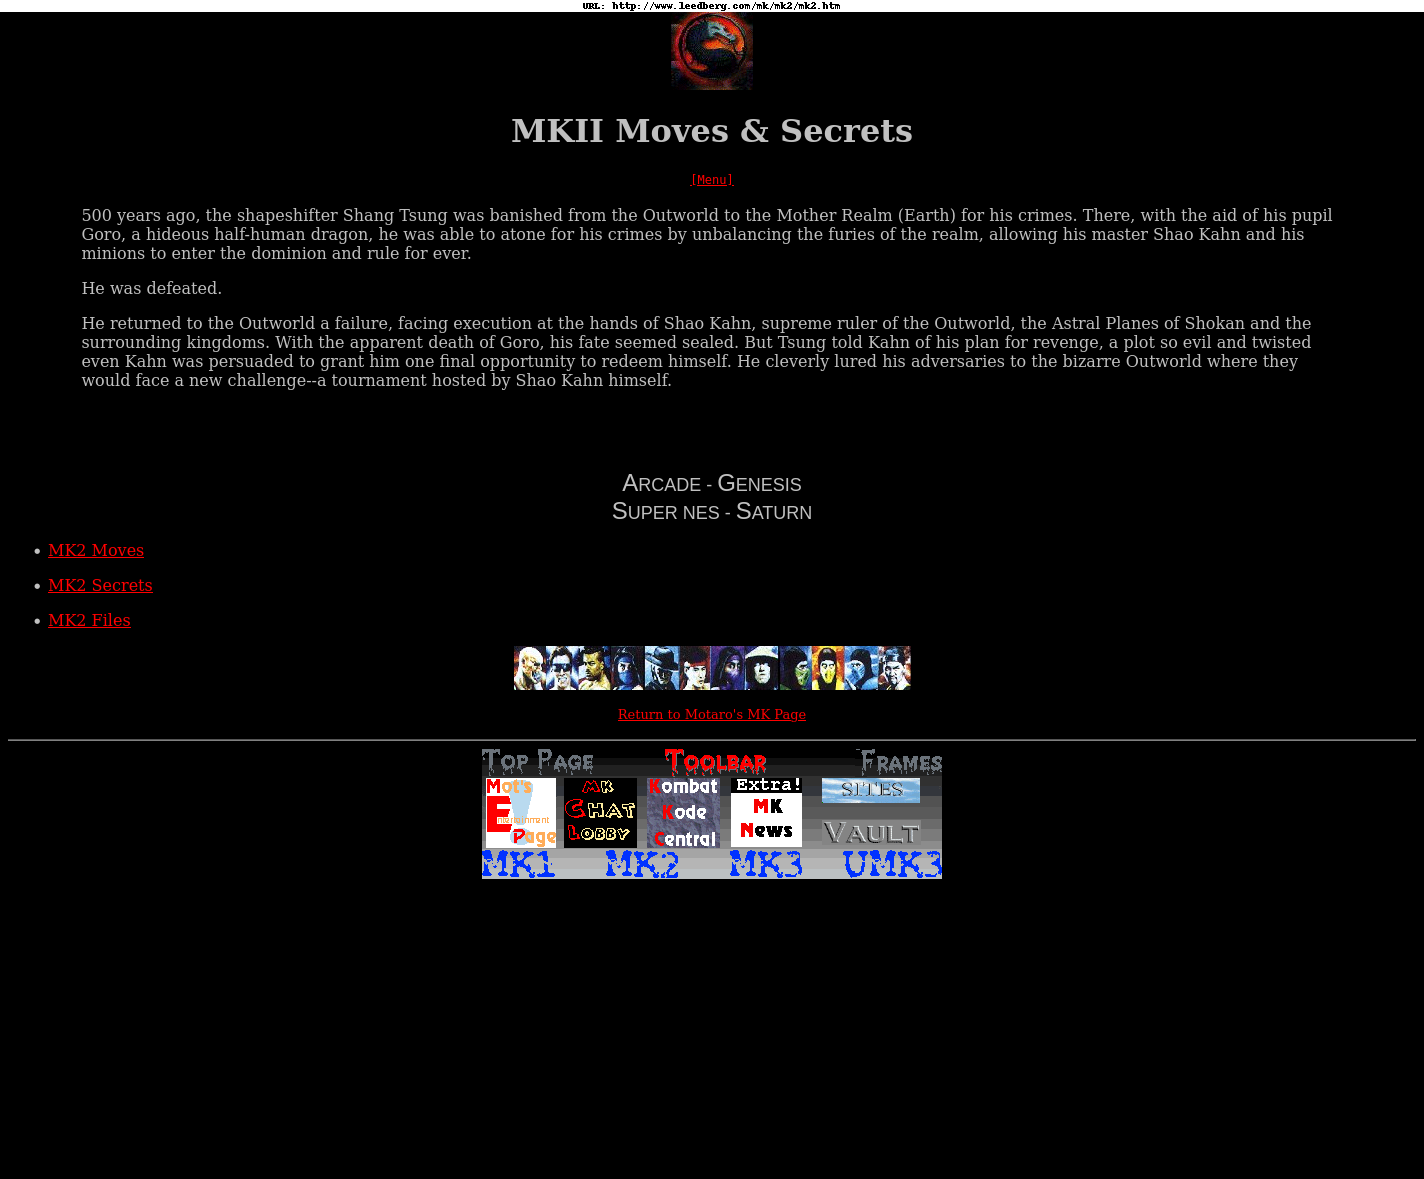 URL: http://www.leedberg.com/mk/mk2/mk2.htm
MKII Moves & Secrets
[Menu]
500 years ago, the shapeshifter Shang Tsung was banished from the Outworld to the Mother Realm (Earth) for his crimes. There, with the aid of his pupil
Goro, a hideous half-human dragon, he was able to atone for his crimes by unbalancing the furies of the realm, allowing his master Shao Kahn and his
minions to enter the dominion and rule for ever.
He was defeated.
He returned to the Outworld a failure, facing execution at the hands of Shao Kahn, supreme ruler of the Outworld, the Astral Planes of Shokan and the
surrounding kingdoms. With the apparent death of Goro, his fate seemed sealed. But Tsung told Kahn of his plan for revenge, a plot so evil and twisted
even Kahn was persuaded to grant him one final opportunity to redeem himself. He cleverly lured his adversaries to the bizarre Outworld where they
would face a new challenge--a tournament hosted by Shao Kahn himself.
ARCADE - GENESIS
SUPER NES - SATURN
• MK2 Moves
• MK2 Secrets
• MK2 Files
Return to Motaro's MK Page
TOP PAGE TOOLBAR FRAMES
Mot's Entertainment Page
MK CHAT LOBBY
Kombat Kode Central
Extra! MK News
SITES
VAULT
MK1 MK2 MK3 UMK3